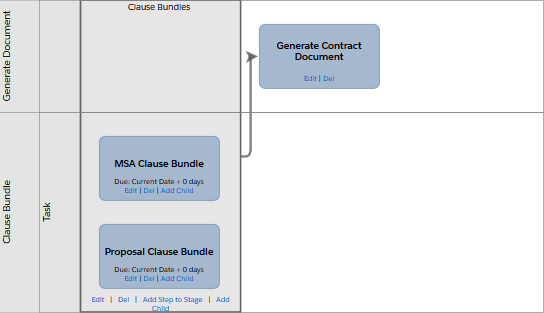 Clause Bundles
Generate Document
Generate Contract
Document
Edit | Del
Clause Bundle
Task
MSA Clause Bundle
Due: Current Date + 0 days
Edit | Del | Add Child
Proposal Clause Bundle
Due: Current Date + 0 days
Edit | Del | Add Child
Edit | Del | Add Step to Stage | Add
Child